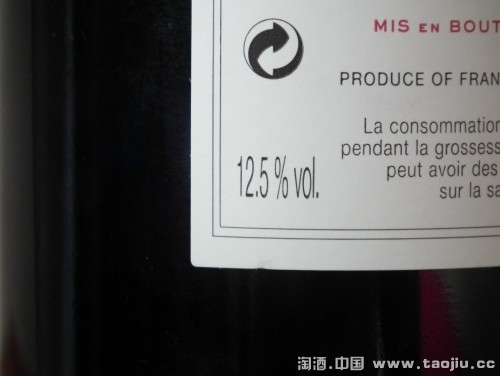 MIS EN BOUT
PRODUCE OF FRAN
La consommation
pendant la grossess
peut avoir des
sur la sa
12.5 % vol.
淘酒.中国 www.taojiu.cc